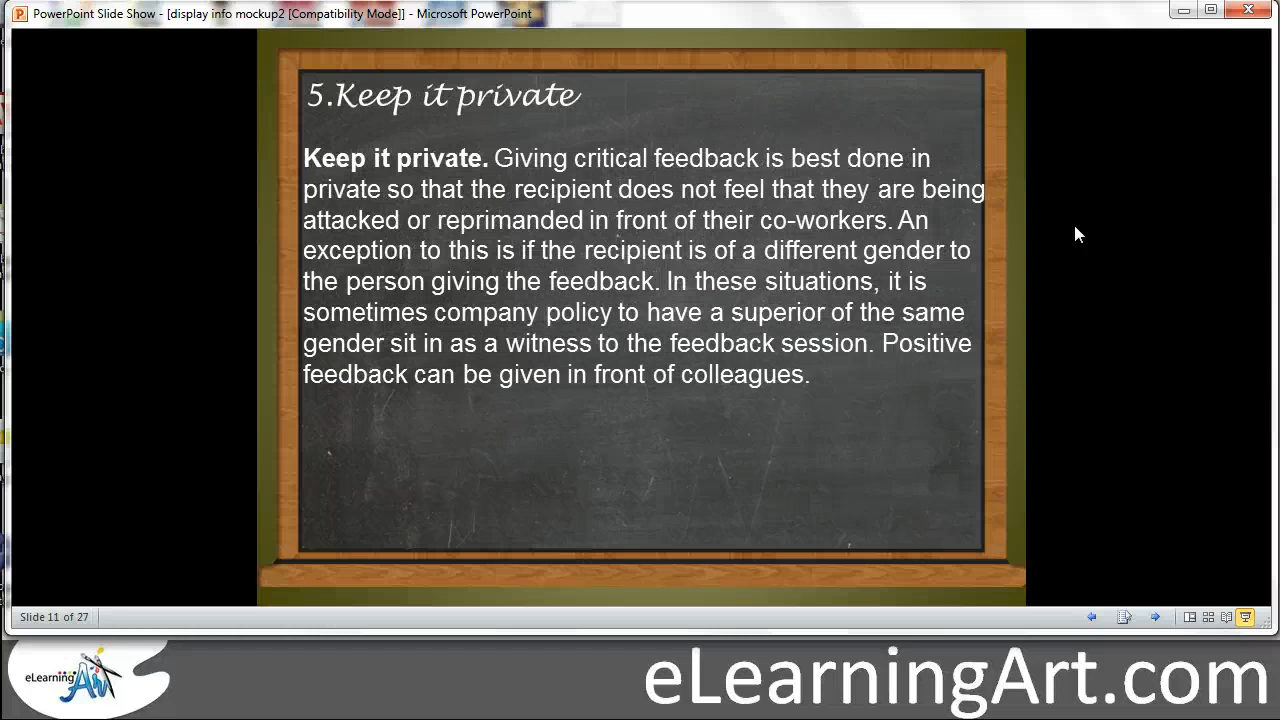 PowerPoint Slide Show - [display info mockup2 [Compatibility Mode]] - Microsoft PowerPoint
5.Keep it private
Keep it private. Giving critical feedback is best done in
private so that the recipient does not feel that they are being
attacked or reprimanded in front of their co-workers. An
exception to this is if the recipient is of a different gender to
the person giving the feedback. In these situations, it is
sometimes company policy to have a superior of the same
gender sit in as a witness to the feedback session. Positive
feedback can be given in front of colleagues.
Slide 11 of 27
eLearning
Art
eLearningArt.com